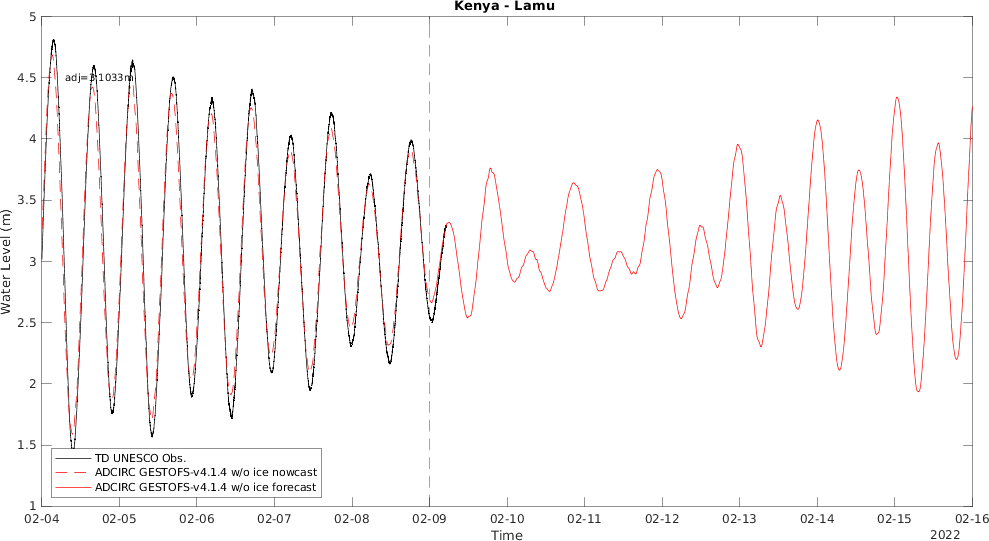 Kenya - Lamu
5
4.5
4
3.5
3
2.5
2
1.5
1
Water Level (m)
adj=3.1033m
TD UNESCO Obs.
ADCIRC GESTOFS-v4.1.4 w/o ice nowcast
ADCIRC GESTOFS-v4.1.4 w/o ice forecast
02-04 02-05 02-06 02-07 02-08 02-09 02-10 02-11 02-12 02-13 02-14 02-15 02-16
Time
2022